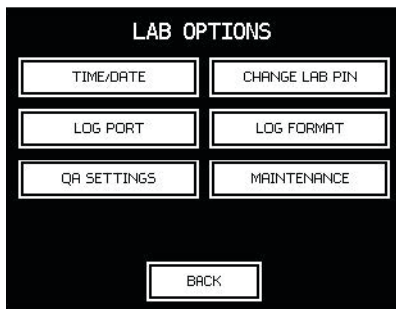 LAB OPTIONS
TIME/DATE
CHANGE LAB PIN
LOG PORT
LOG FORMAT
QA SETTINGS
MAINTENANCE
BACK